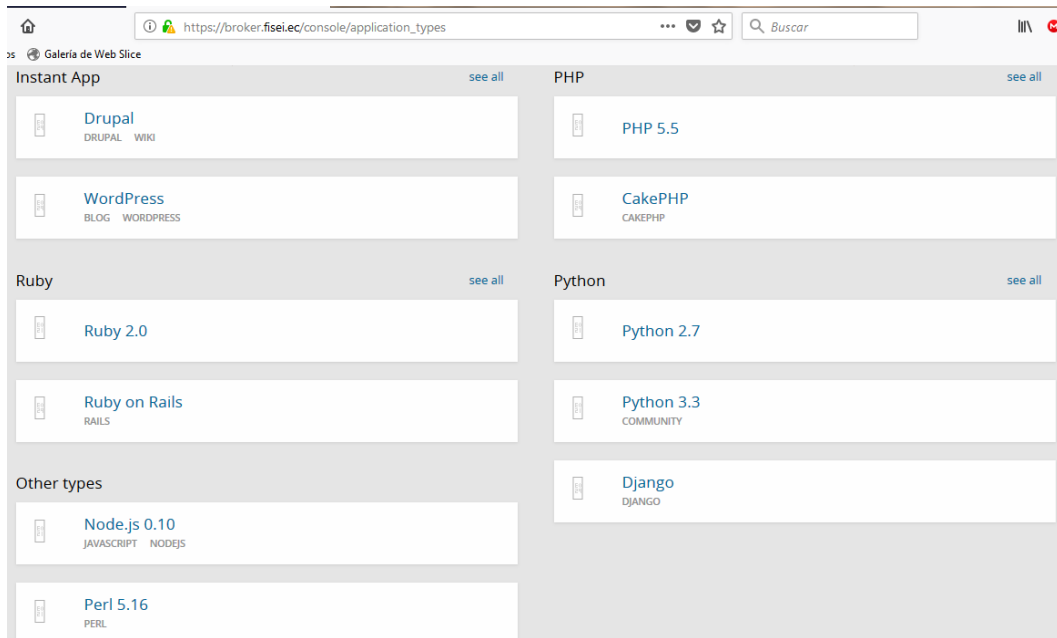 https://broker.fisei.ec/console/application_types
Buscar
os Galería de Web Slice
Instant App see all
Drupal
DRUPAL WIKI
WordPress
BLOG WORDPRESS
Ruby see all
Ruby 2.0
Ruby on Rails
RAILS
Other types
Node.js 0.10
JAVASCRIPT NODEJS
Perl 5.16
PERL
PHP see all
PHP 5.5
CakePHP
CAKEPHP
Python see all
Python 2.7
Python 3.3
COMMUNITY
Django
DJANGO